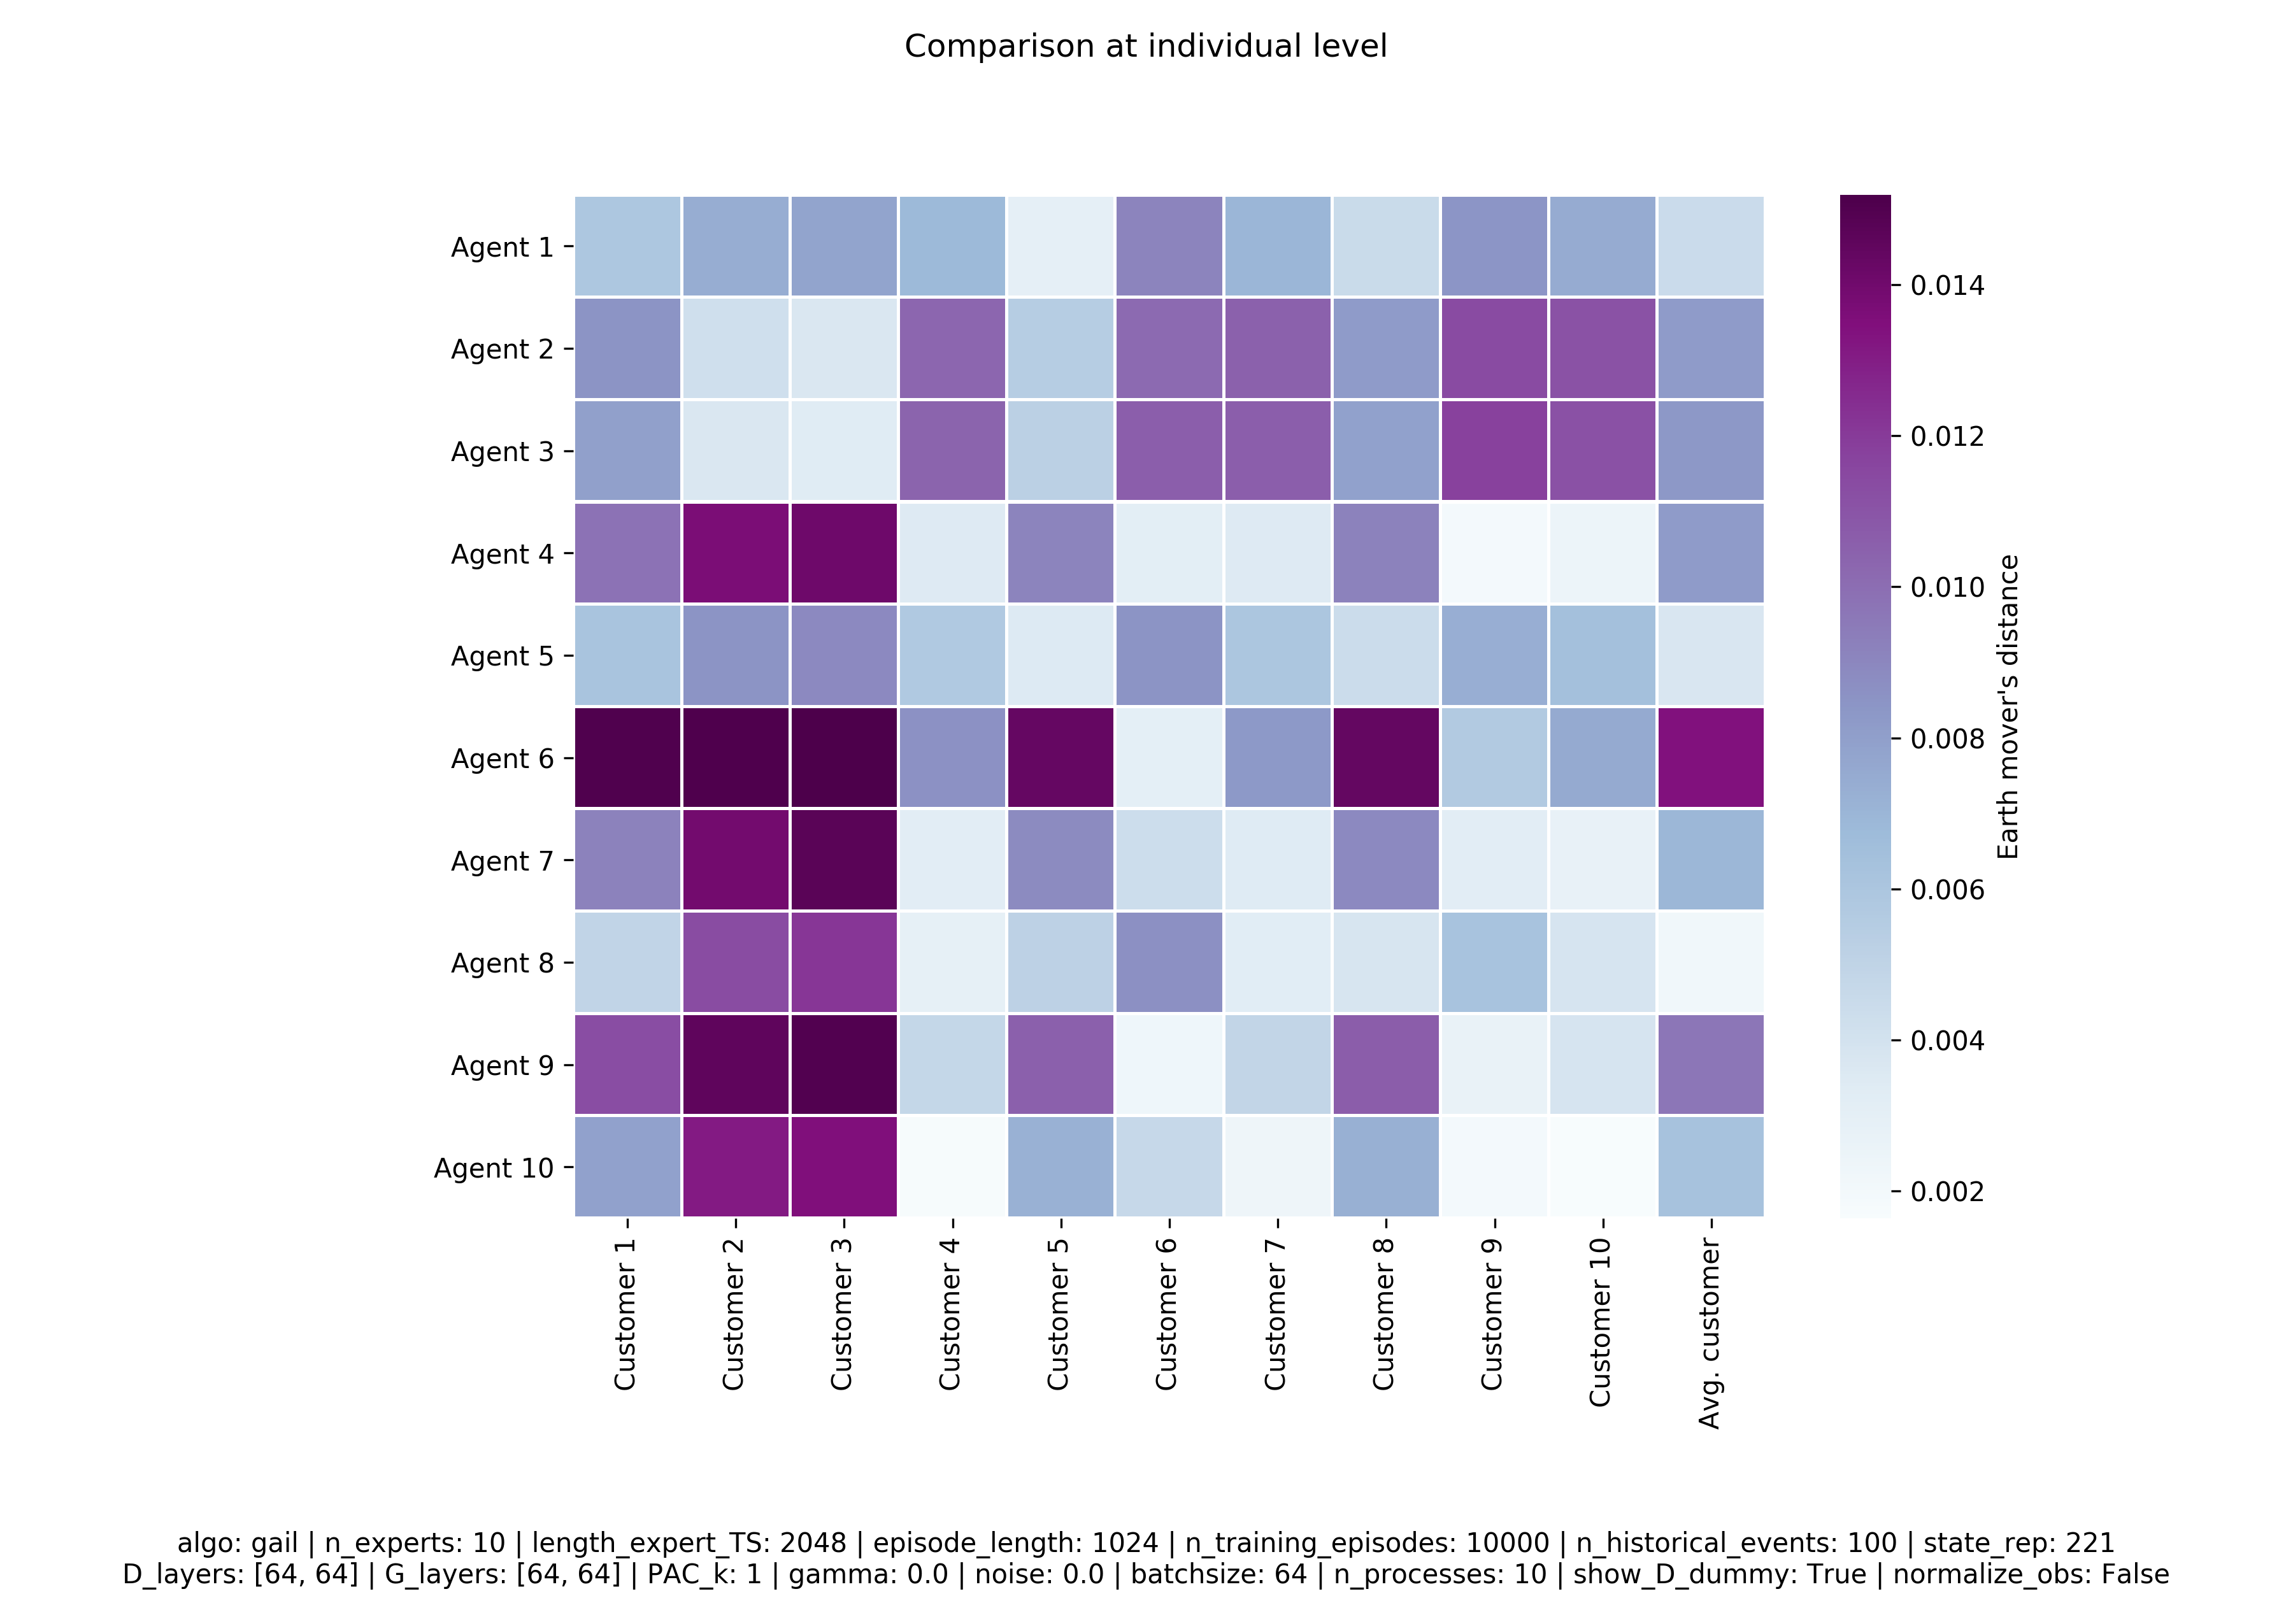 Comparison at individual level
Agent 1
Agent 2
Agent 3
Agent 4
Agent 5
Agent 6
Agent 7
Agent 8
Agent 9
Agent 10
Customer 1
Customer 2
Customer 3
Customer 4
Customer 5
Customer 6
Customer 7
Customer 8
Customer 9
Customer 10
Avg. customer
0.014
0.012
0.010
0.008
0.006
0.004
0.002
Earth mover's distance
algo: gail | n_experts: 10 | length_expert_TS: 2048 | episode_length: 1024 | n_training_episodes: 10000 | n_historical_events: 100 | state_rep: 221
D_layers: [64, 64] | G_layers: [64, 64] | PAC_k: 1 | gamma: 0.0 | noise: 0.0 | batchsize: 64 | n_processes: 10 | show_D_dummy: True | normalize_obs: False